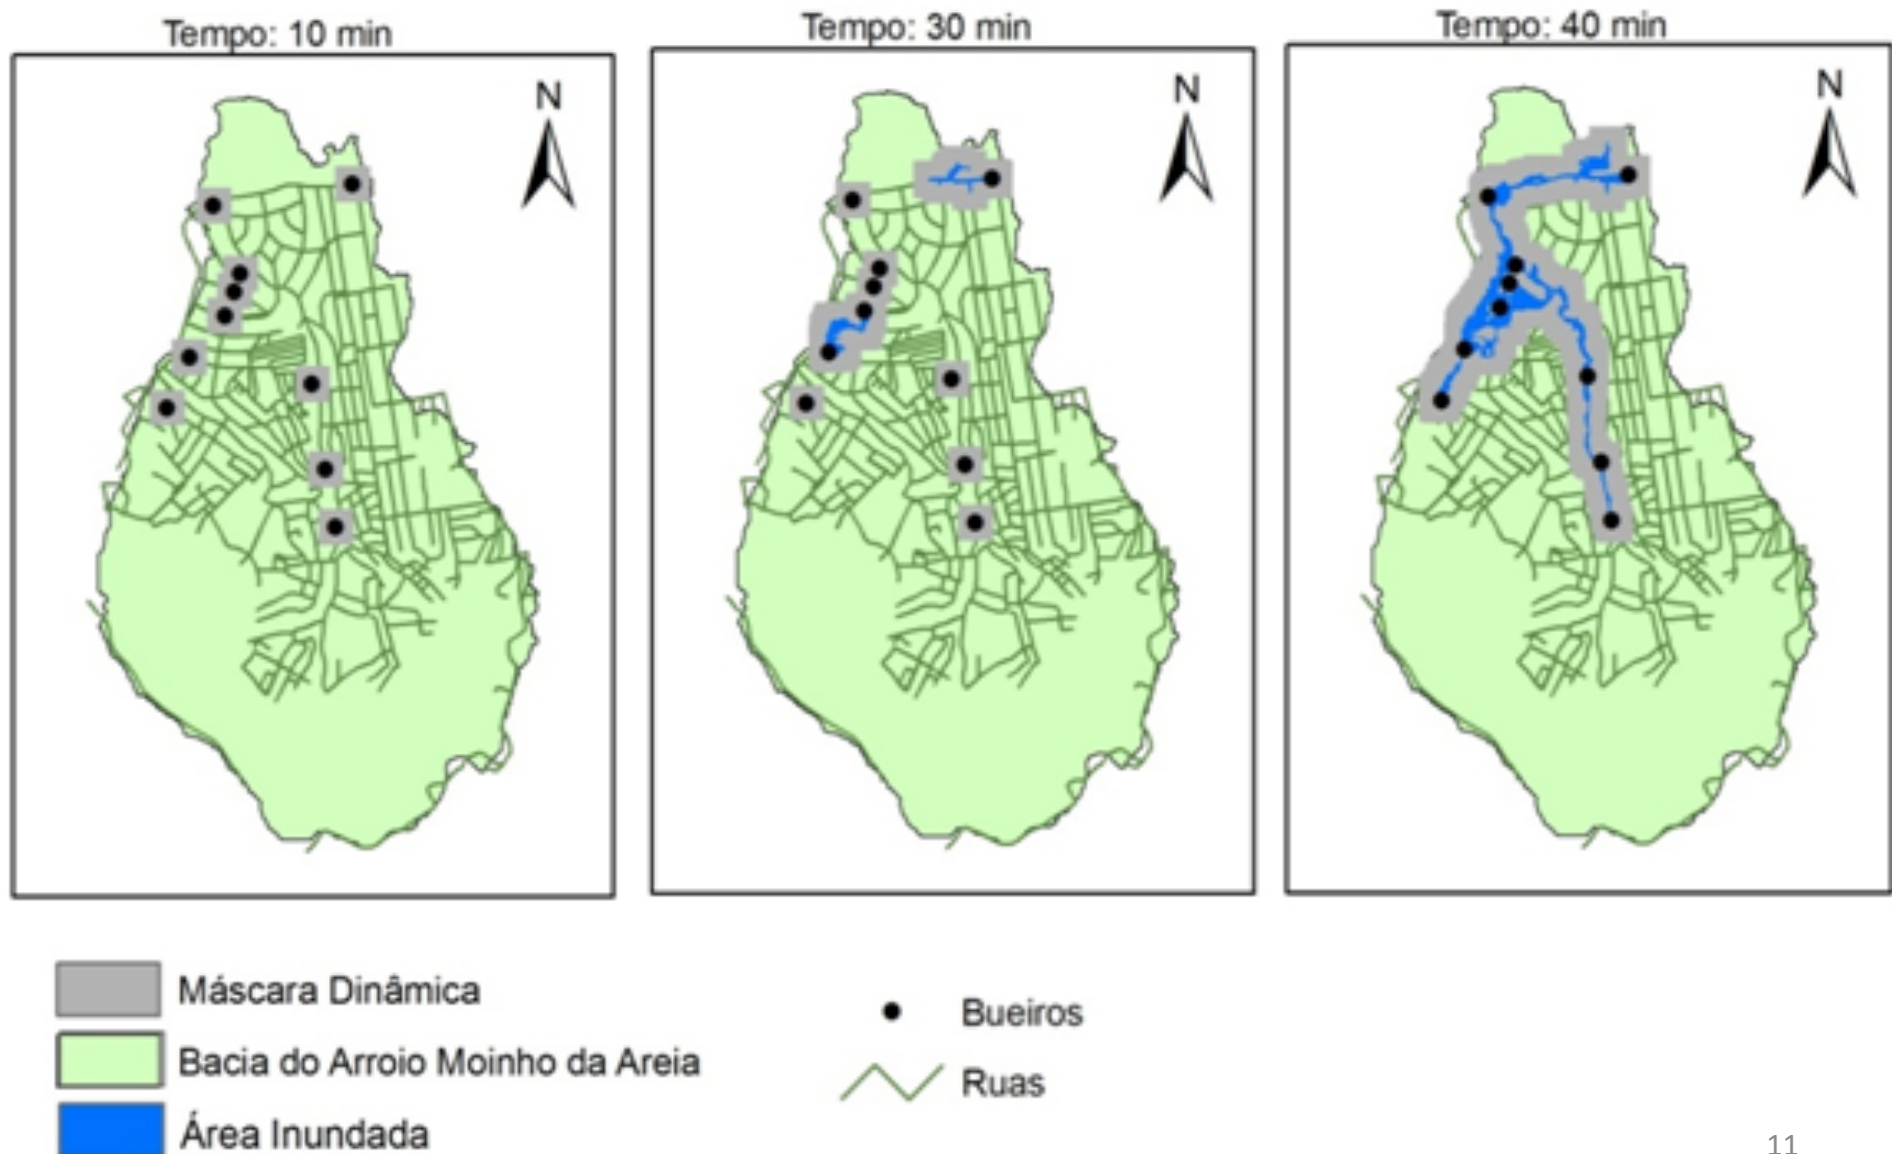 Tempo: 10 min
Tempo: 30 min
Tempo: 40 min
N
N
N
Máscara Dinâmica
Bacia do Arroio Moinho da Areia
Área Inundada
Bueiros
Ruas
11